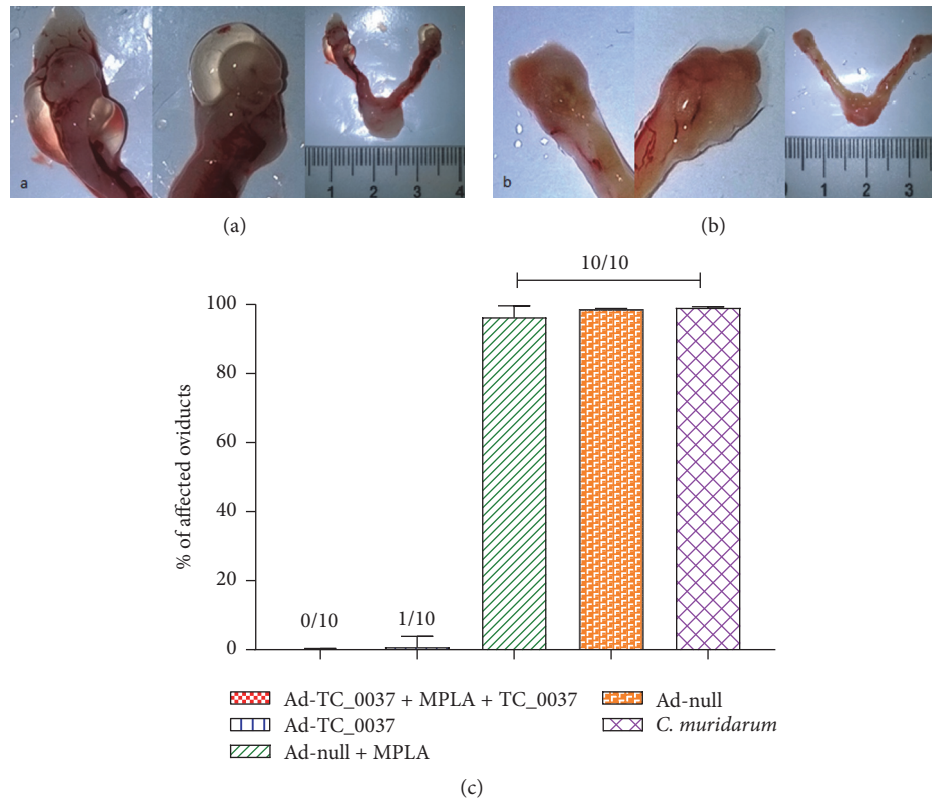 a
1 2 3 4
(a)
b
1 2 3
(b)
10/10
100
80
60
40
20
0
% of affected oviducts
0/10
1/10
Ad-TC_0037 + MPLA + TC_0037
Ad-TC_0037
Ad-null + MPLA
Ad-null
C. muridarum
(c)